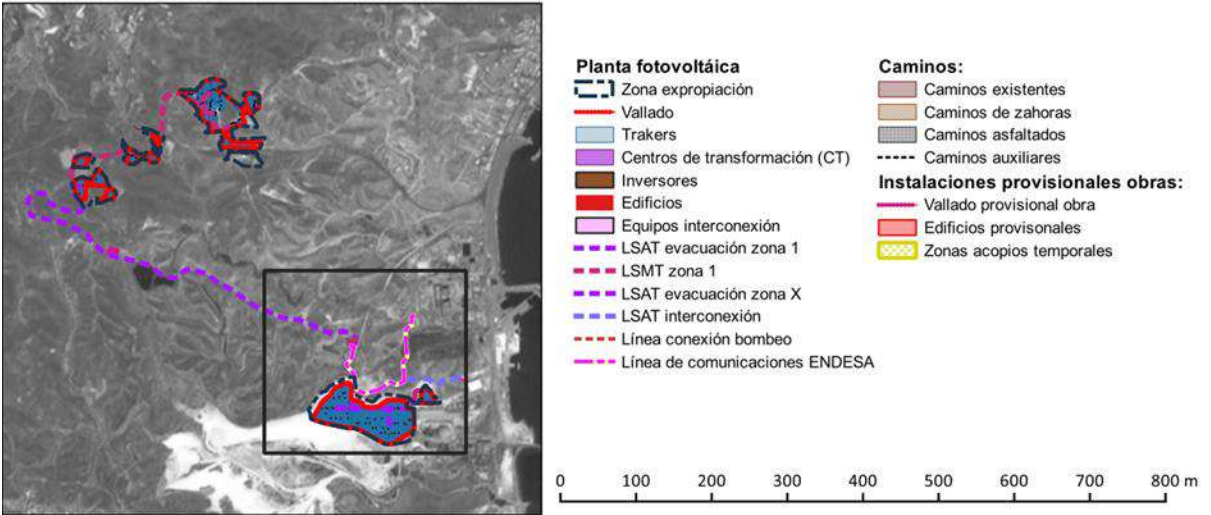 Planta fotovoltáica
Zona expropiación
Vallado
Trakers
Centros de transformación (CT)
Inversores
Edificios
Equipos interconexión
LSAT evacuación zona 1
LSMT zona 1
LSAT evacuación zona X
LSAT interconexión
Línea conexión bombeo
Línea de comunicaciones ENDESA
Caminos:
Caminos existentes
Caminos de zahoras
Caminos asfaltados
Caminos auxiliares
Instalaciones provisionales obras:
Vallado provisional obra
Edificios provisonales
Zonas acopios temporales
0 100 200 300 400 500 600 700 800 m